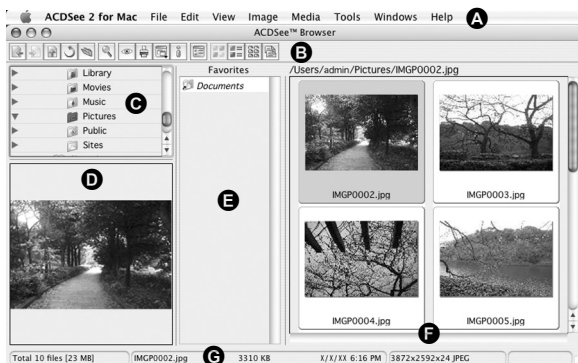 ACDSee 2 for Mac File Edit View Image Media Tools Windows Help A
ACDSee™ Browser
B
Library
Movies
Music
Pictures
Public
Sites
C
D
Favorites
Documents
E
/Users/admin/Pictures/IMGP0002.jpg
IMGP0002.jpg
IMGP0003.jpg
IMGP0004.jpg
IMGP0005.jpg
F
Total 10 files [23 MB] IMGP0002.jpg G 3310 KB X/X/XX 6:16 PM 3872x2592x24 JPEG